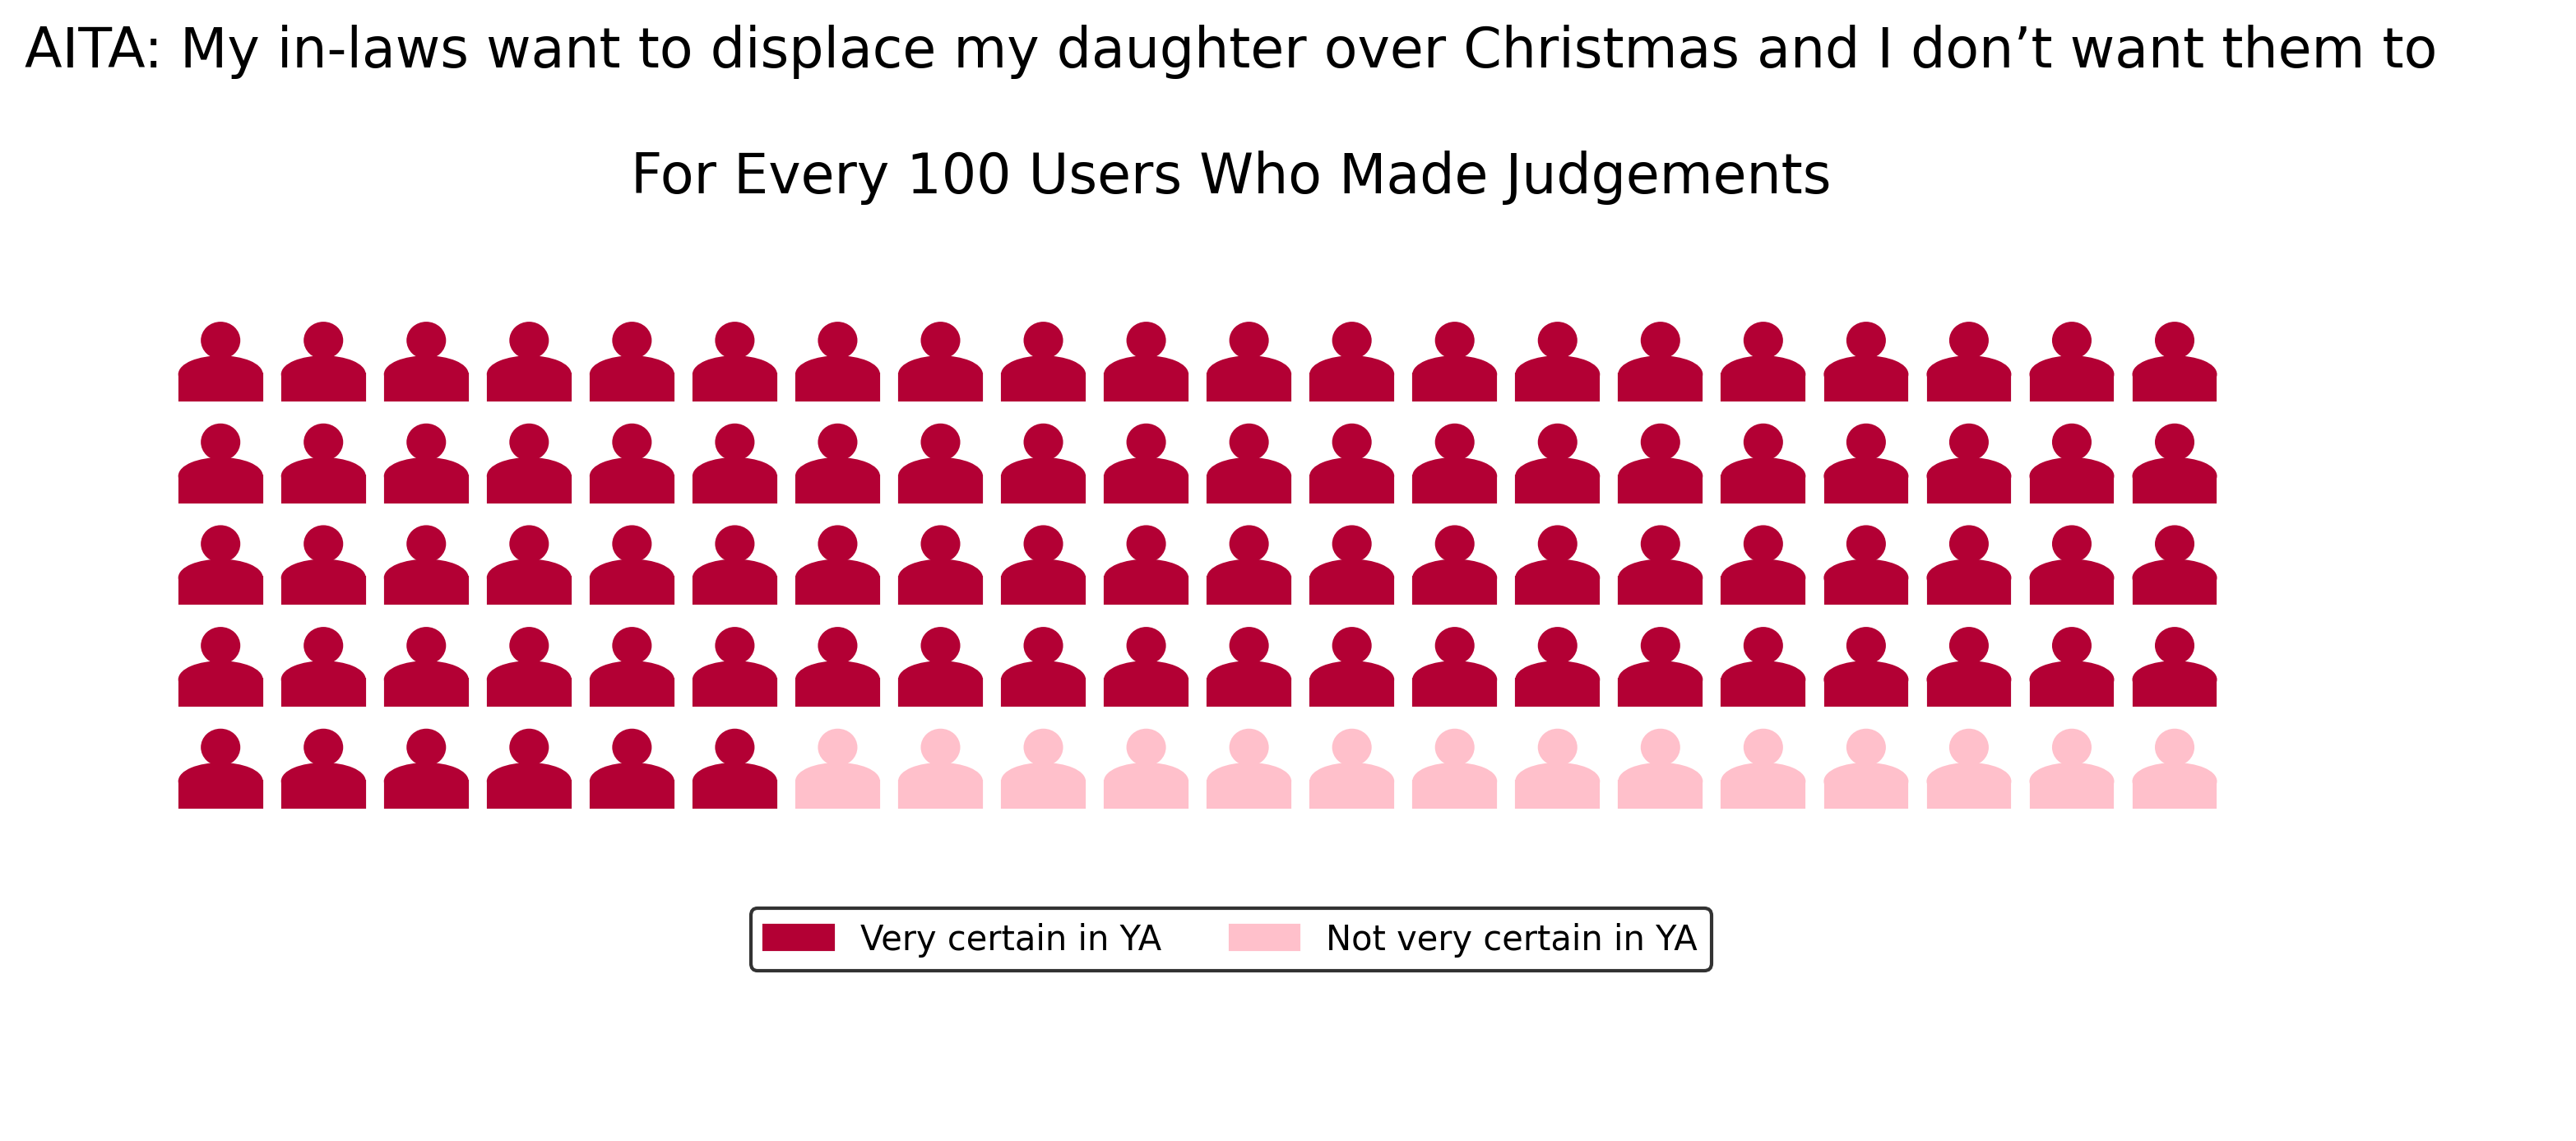 AITA: My in-laws want to displace my daughter over Christmas and I don’t want them to
For Every 100 Users Who Made Judgements
Very certain in YA
Not very certain in YA